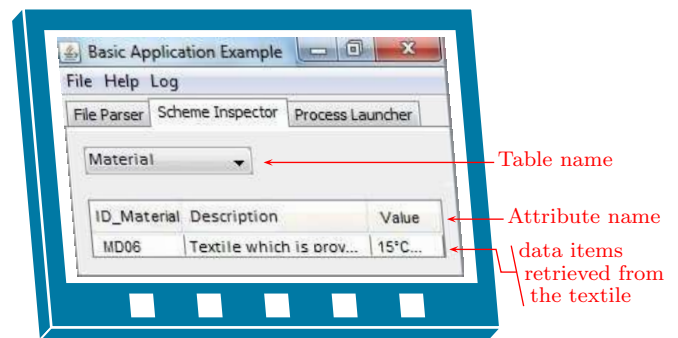 Basic Application Example
File Help Log
File Parser Scheme Inspector Process Launcher
Material
Table name
ID_Material Description Value
Attribute name
MD06 Textile which is prov... 15°C...
data items
retrieved from
the textile